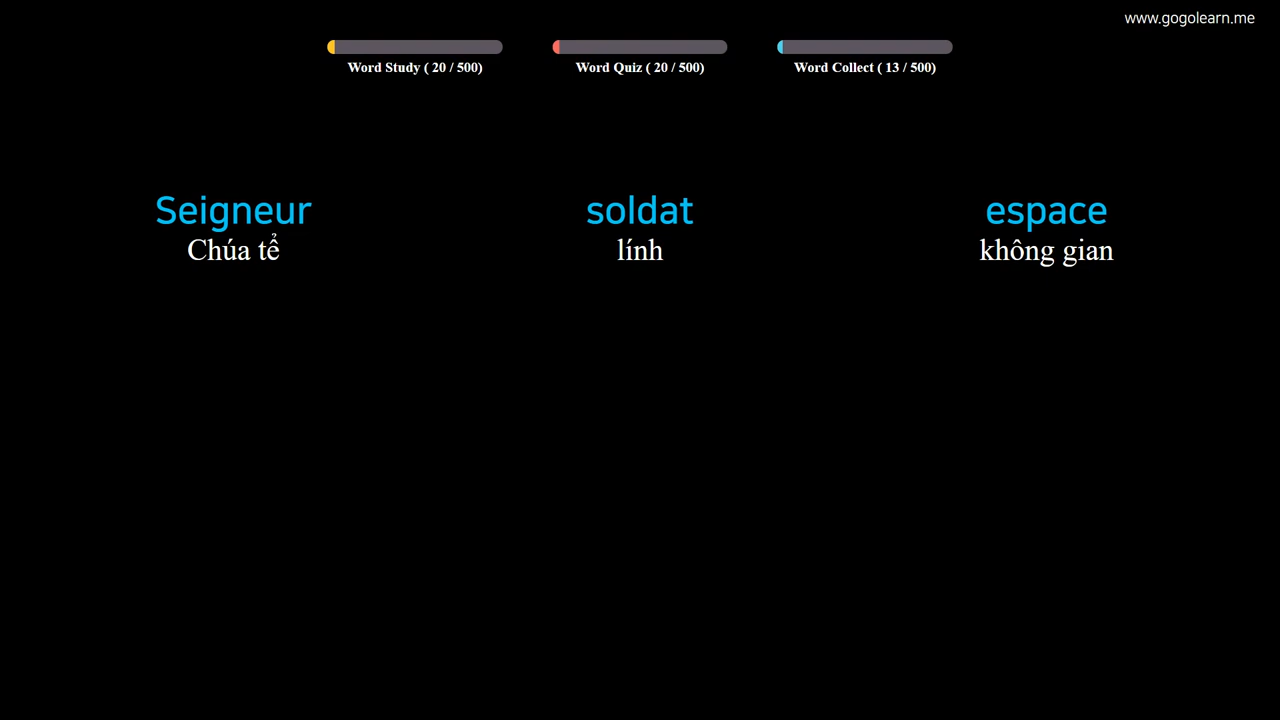 www.gogolearn.me
Word Study ( 20 / 500)
Word Quiz ( 20 / 500)
Word Collect ( 13 / 500)
Seigneur
Chúa tể
soldat
lính
espace
không gian